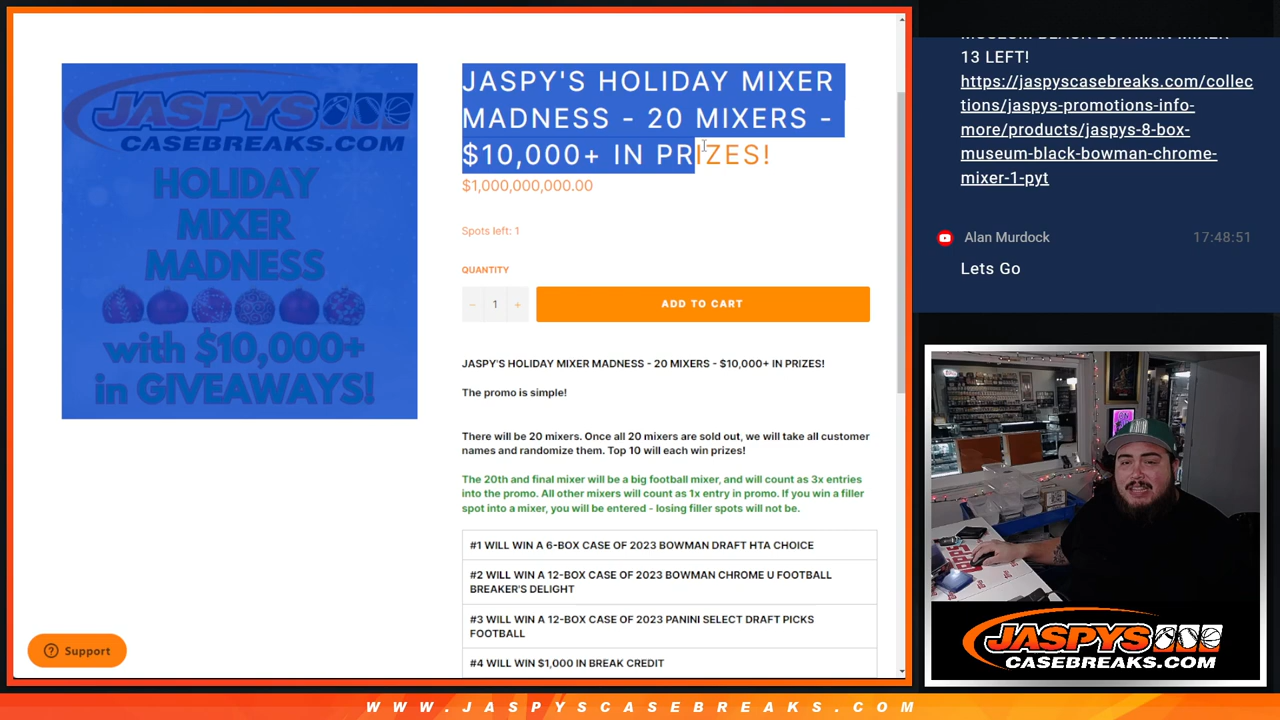 JASPYS
CASEBREAKS.COM
HOLIDAY
MIXER
MADNESS
with $10,000+
in GIVEAWAYS!
JASPY'S HOLIDAY MIXER
MADNESS - 20 MIXERS -
$10,000+ IN PRIZES!
$1,000,000,000.00
Spots left: 1
QUANTITY
− 1 +
ADD TO CART
JASPY'S HOLIDAY MIXER MADNESS - 20 MIXERS - $10,000+ IN PRIZES!
The promo is simple!
There will be 20 mixers. Once all 20 mixers are sold out, we will take all customer
names and randomize them. Top 10 will each win prizes!
The 20th and final mixer will be a big football mixer, and will count as 3x entries
into the promo. All other mixers will count as 1x entry in promo. If you win a filler
spot into a mixer, you will be entered - losing filler spots will not be.
#1 WILL WIN A 6-BOX CASE OF 2023 BOWMAN DRAFT HTA CHOICE
#2 WILL WIN A 12-BOX CASE OF 2023 BOWMAN CHROME U FOOTBALL
BREAKER'S DELIGHT
#3 WILL WIN A 12-BOX CASE OF 2023 PANINI SELECT DRAFT PICKS
FOOTBALL
#4 WILL WIN $1,000 IN BREAK CREDIT
Support
MUSEUM BLACK BOWMAN MIXER
13 LEFT!
https://jaspyscasebreaks.com/collec
tions/jaspys-promotions-info-
more/products/jaspys-8-box-
museum-black-bowman-chrome-
mixer-1-pyt
Alan Murdock 17:48:51
Lets Go
JASPYS
CASEBREAKS.COM
WWW.JASPYSCASEBREAKS.COM